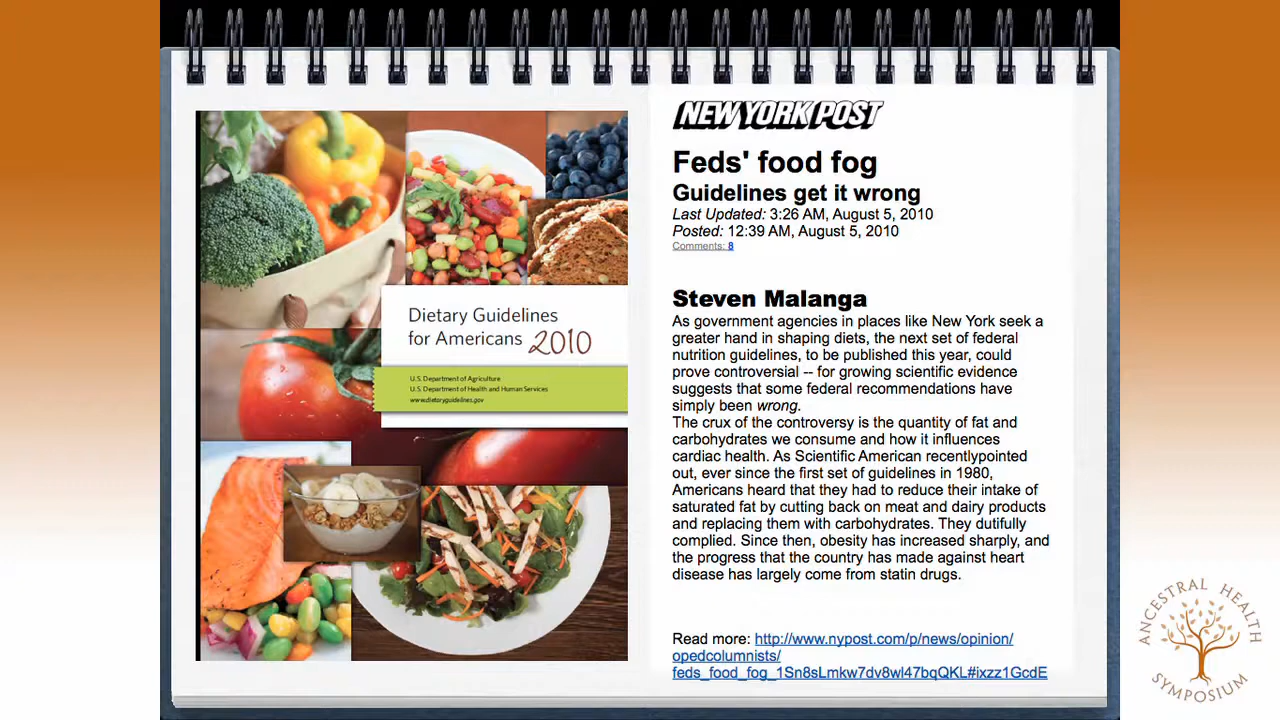 Dietary Guidelines
for Americans 2010
U.S. Department of Agriculture
U.S. Department of Health and Human Services
www.dietaryguidelines.gov
NEW YORK POST
Feds' food fog
Guidelines get it wrong
Last Updated: 3:26 AM, August 5, 2010
Posted: 12:39 AM, August 5, 2010
Comments: 8
Steven Malanga
As government agencies in places like New York seek a
greater hand in shaping diets, the next set of federal
nutrition guidelines, to be published this year, could
prove controversial -- for growing scientific evidence
suggests that some federal recommendations have
simply been wrong.
The crux of the controversy is the quantity of fat and
carbohydrates we consume and how it influences
cardiac health. As Scientific American recentlypointed
out, ever since the first set of guidelines in 1980,
Americans heard that they had to reduce their intake of
saturated fat by cutting back on meat and dairy products
and replacing them with carbohydrates. They dutifully
complied. Since then, obesity has increased sharply, and
the progress that the country has made against heart
disease has largely come from statin drugs.
Read more: http://www.nypost.com/p/news/opinion/
opedcolumnists/
feds_food_fog_1Sn8sLmkw7dv8wl47bqQKL#ixzz1GcdE
ANCESTRAL HEALTH
SYMPOSIUM